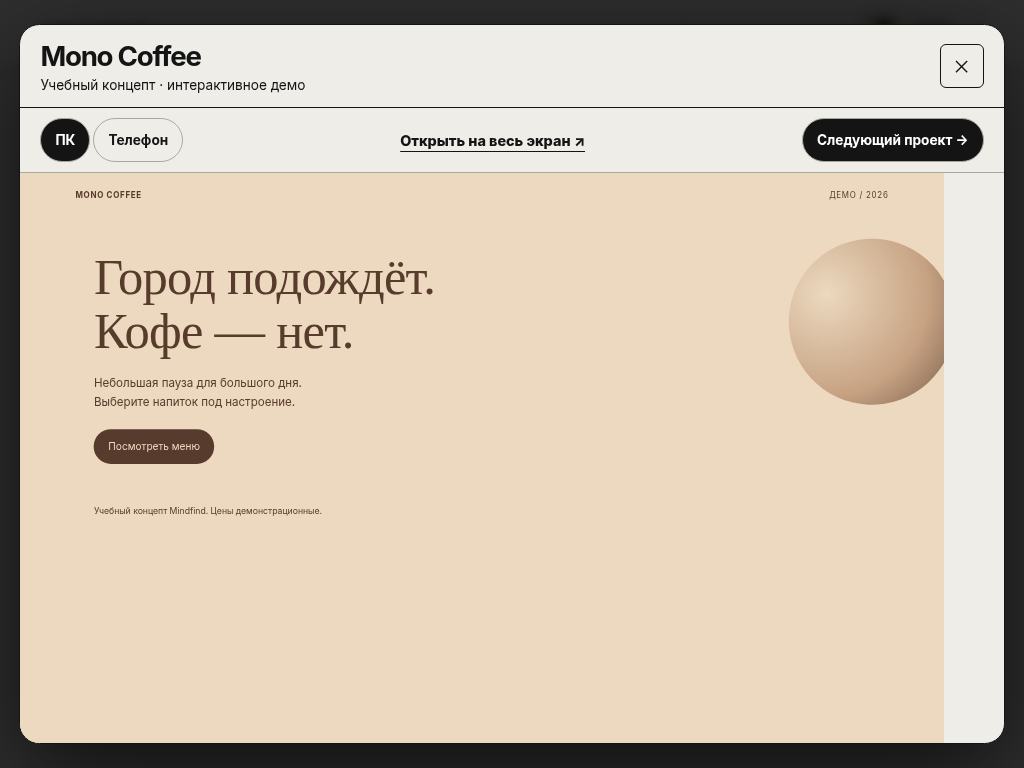 Mono Coffee
Учебный концепт · интерактивное демо
ПК
Телефон
Открыть на весь экран ↗
Следующий проект →
MONO COFFEE
ДЕМО / 2026
Город подождёт.
Кофе — нет.
Небольшая пауза для большого дня.
Выберите напиток под настроение.
Посмотреть меню
Учебный концепт Mindfind. Цены демонстрационные.